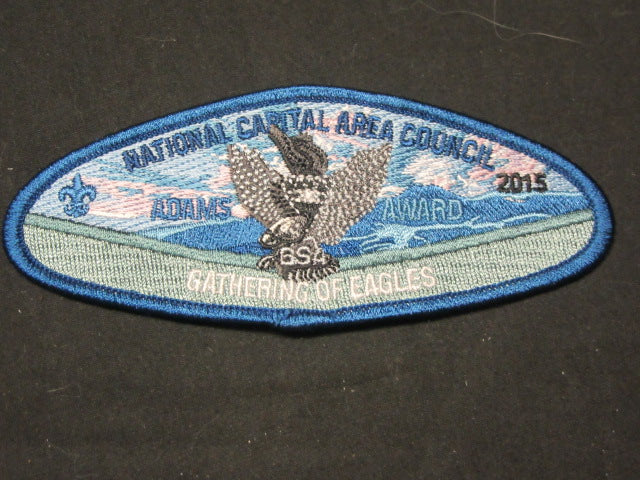 NATIONAL CAPITAL AREA COUNCIL
2015
ADAMS AWARD
BSA
GATHERING OF EAGLES